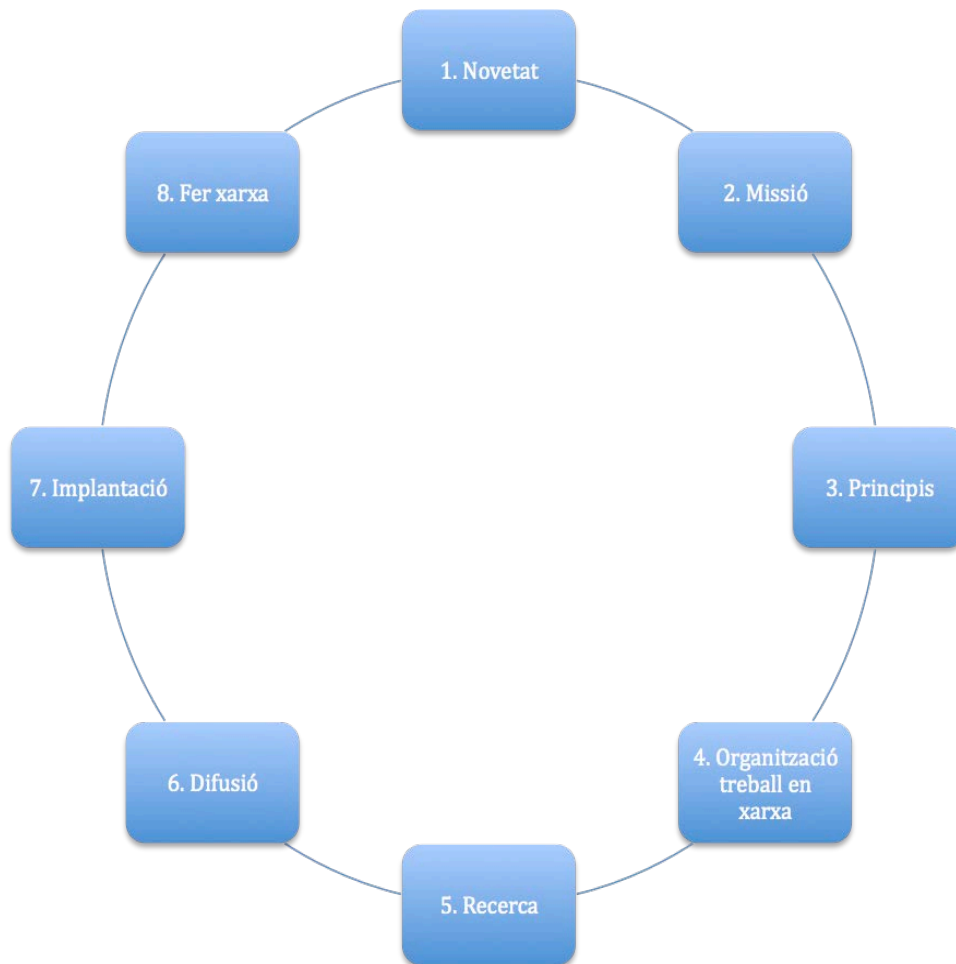 1. Novetat
2. Missió
3. Principis
4. Organització
treball en
xarxa
5. Recerca
6. Difusió
7. Implantació
8. Fer xarxa